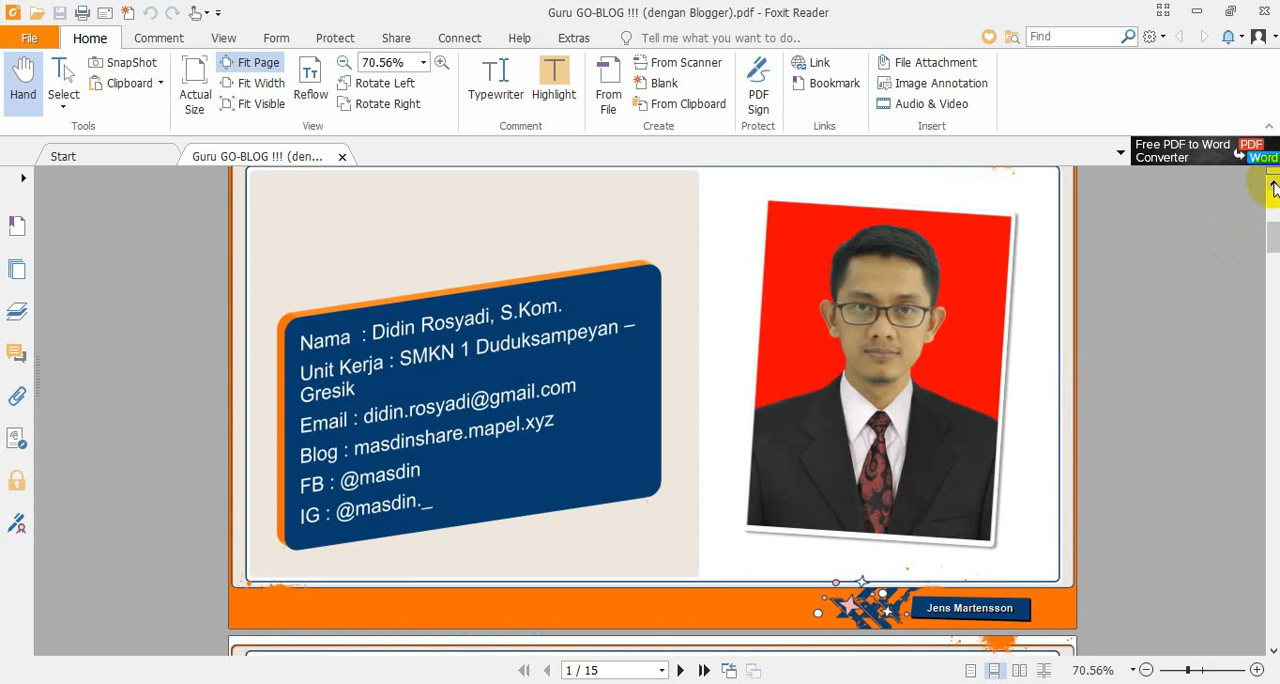 Guru GO-BLOG !!! (dengan Blogger).pdf - Foxit Reader
File Home Comment View Form Protect Share Connect Help Extras Tell me what you want to do.. Find
Hand
Select
SnapShot
Clipboard
Tools
Actual Size
Fit Page
Fit Width
Fit Visible
Reflow
70.56%
Rotate Left
Rotate Right
View
Typewriter
Highlight
Comment
From File
From Scanner
Blank
From Clipboard
Create
PDF Sign
Protect
Link
Bookmark
Links
File Attachment
Image Annotation
Audio & Video
Insert
Start
Guru GO-BLOG !!! (den...
Free PDF to Word
Converter
PDF
Word
Nama : Didin Rosyadi, S.Kom.
Unit Kerja : SMKN 1 Duduksampeyan –
Gresik
Email : didin.rosyadi@gmail.com
Blog : masdinshare.mapel.xyz
FB : @masdin
IG : @masdin._
Jens Martensson
1 / 15
70.56%